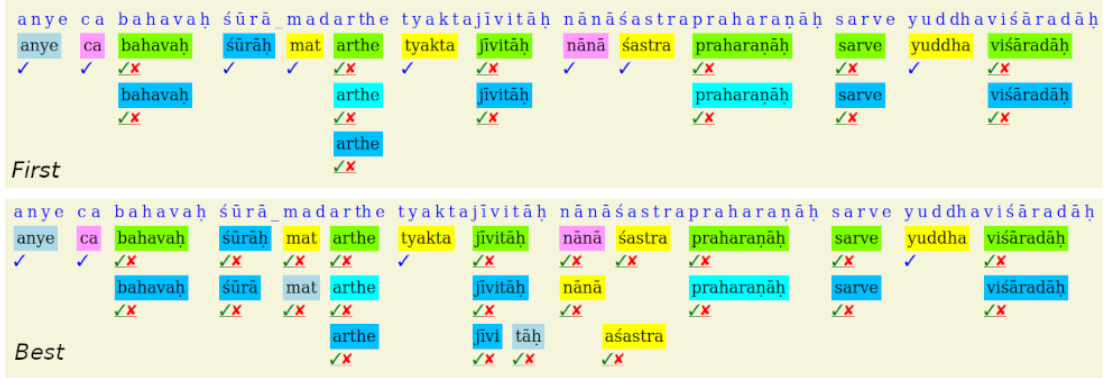 anye ca bahavaḥ śūrā_madarthe tyaktajīvitāḥ nānāśastrapraharaṇāḥ sarve yuddhaviśāradāḥ
anye ca bahavaḥ śūrāḥ mat arthe tyakta jīvitāḥ nānā śastra praharaṇāḥ sarve yuddha viśāradāḥ
✓ ✓ ✓✘ ✓ ✓ ✓✘ ✓ ✓✘ ✓ ✓ ✓✘ ✓✘ ✓ ✓✘
bahavaḥ arthe jīvitāḥ praharaṇāḥ sarve viśāradāḥ
✓✘ ✓✘ ✓✘ ✓✘ ✓✘ ✓✘
arthe
✓✘
First
anye ca bahavaḥ śūrā_madarthe tyaktajīvitāḥ nānāśastrapraharaṇāḥ sarve yuddhaviśāradāḥ
anye ca bahavaḥ śūrāḥ mat arthe tyakta jīvitāḥ nānā śastra praharaṇāḥ sarve yuddha viśāradāḥ
✓ ✓ ✓✘ ✓✘ ✓✘ ✓✘ ✓ ✓✘ ✓✘ ✓✘ ✓✘ ✓✘ ✓ ✓✘
bahavaḥ śūrā mat arthe jīvitāḥ nānā praharaṇāḥ sarve viśāradāḥ
✓✘ ✓✘ ✓✘ ✓✘ ✓✘ ✓✘ ✓✘ ✓✘ ✓✘
arthe jīvi tāḥ aśastra
✓✘ ✓✘ ✓✘ ✓✘
Best